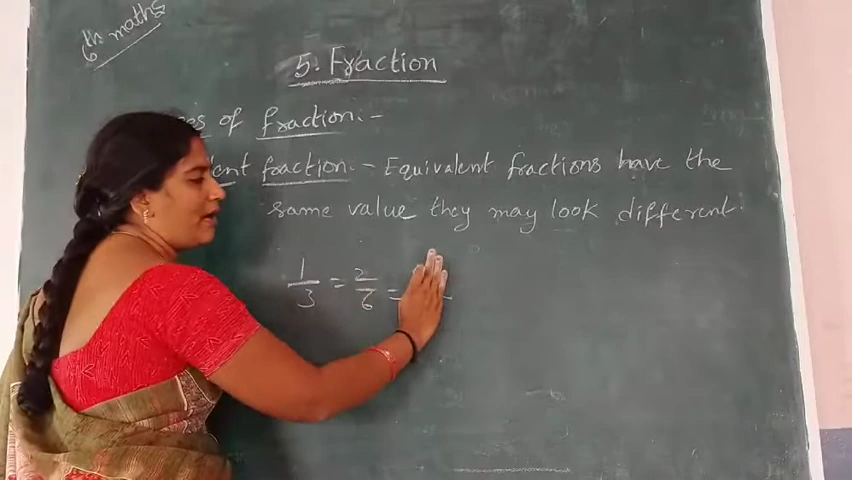 6th maths
5. Fraction
of fraction:-
fraction:- Equivalent fractions have the
same value they may look different.
1/3 = 2/6 =